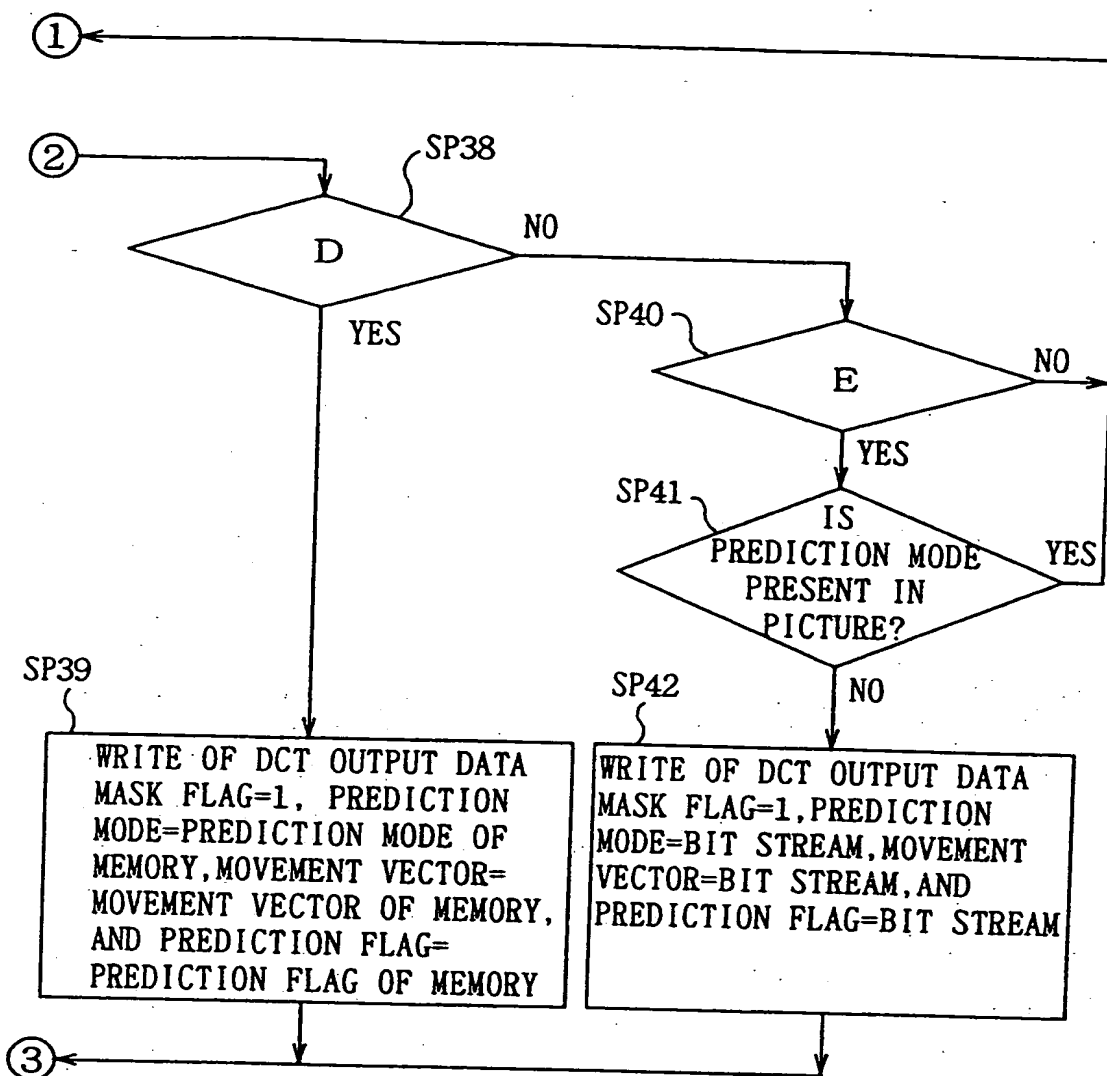 ①
②
SP38
D
NO
YES
SP40
E
NO
YES
SP41
IS
PREDICTION MODE
PRESENT IN
PICTURE?
YES
NO
SP39
WRITE OF DCT OUTPUT DATA
MASK FLAG=1, PREDICTION
MODE=PREDICTION MODE OF
MEMORY,MOVEMENT VECTOR=
MOVEMENT VECTOR OF MEMORY,
AND PREDICTION FLAG=
PREDICTION FLAG OF MEMORY
SP42
WRITE OF DCT OUTPUT DATA
MASK FLAG=1,PREDICTION
MODE=BIT STREAM,MOVEMENT
VECTOR=BIT STREAM,AND
PREDICTION FLAG=BIT STREAM
③